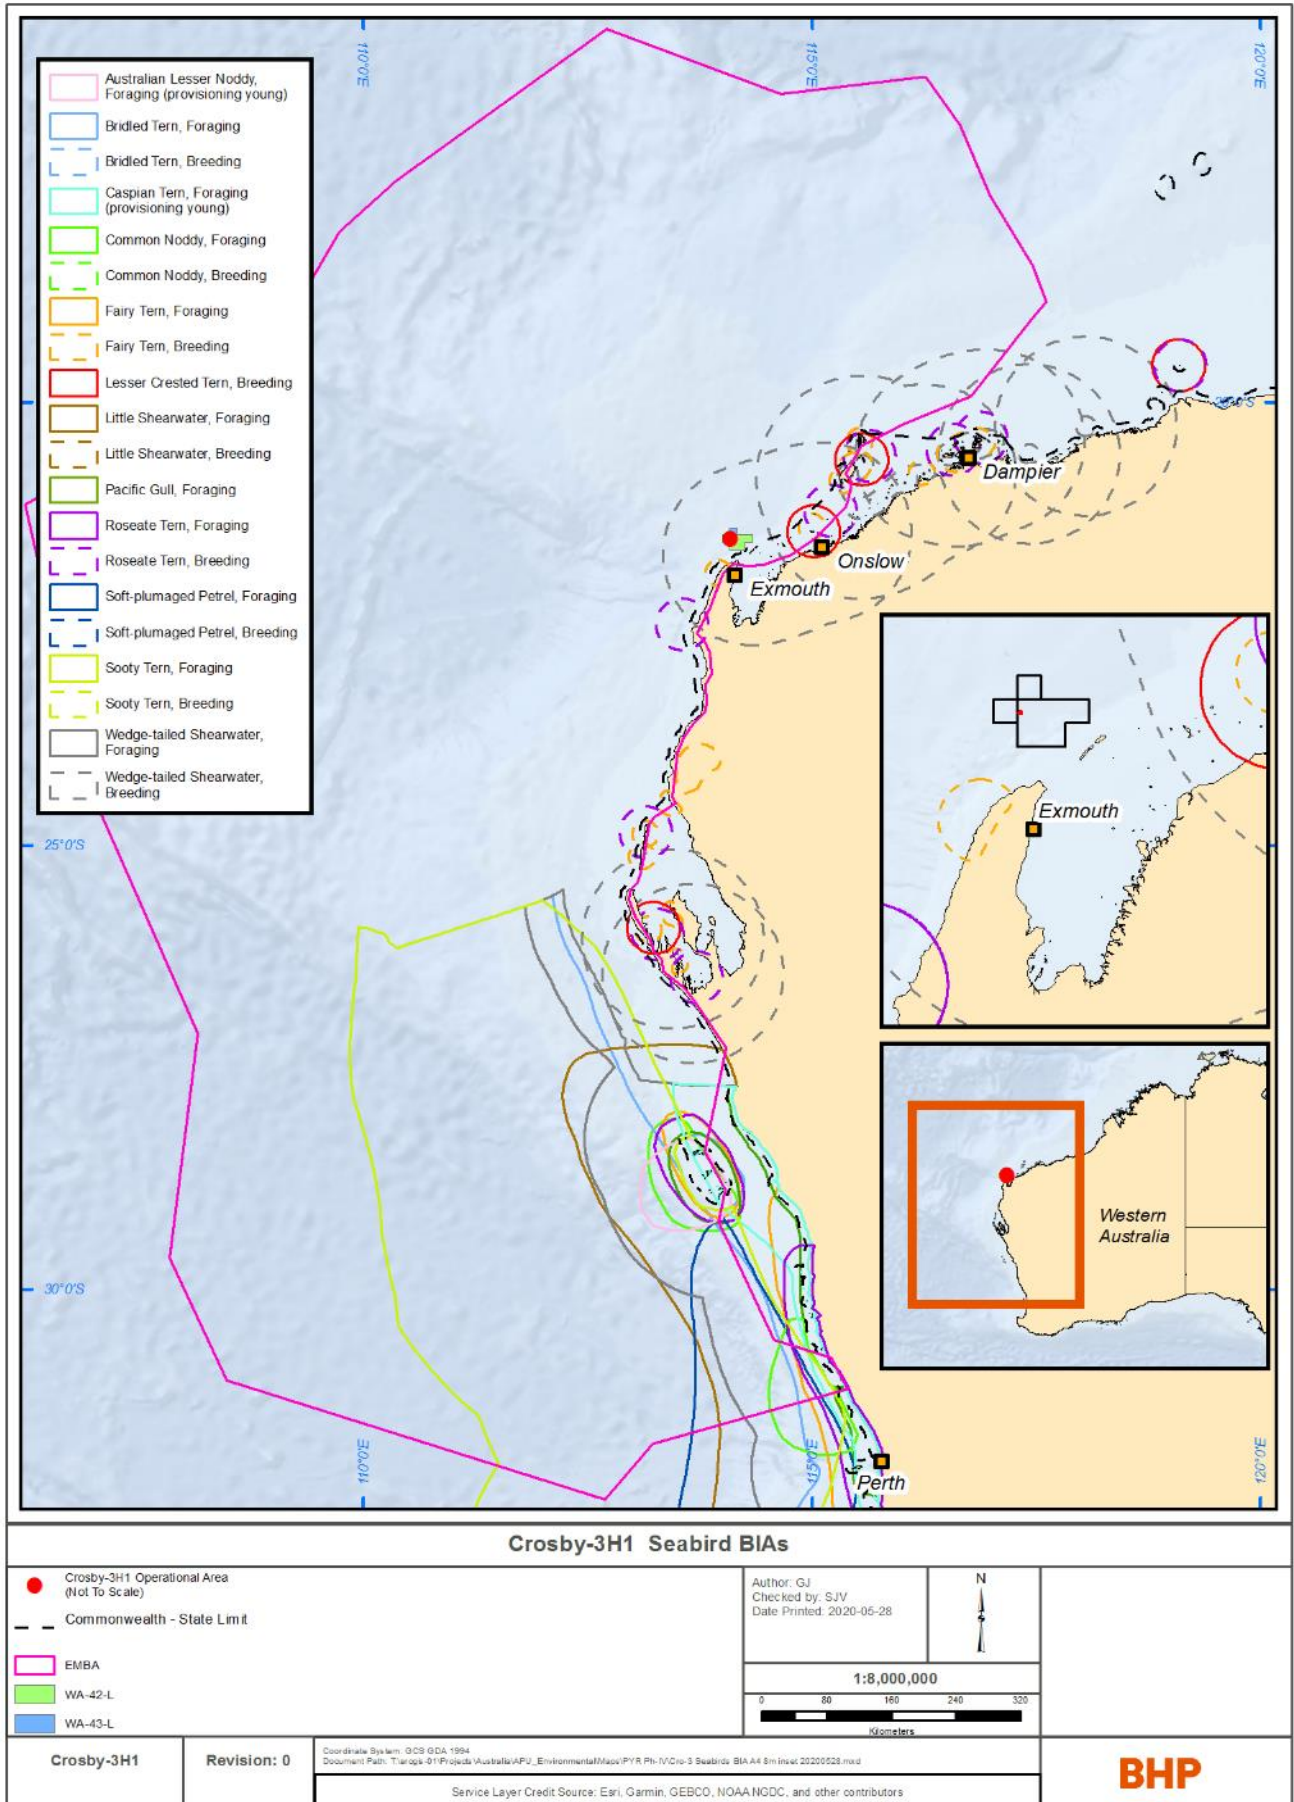 110°0'E
115°0'E
120°0'E
Australian Lesser Noddy,
Foraging (provisioning young)
Bridled Tern, Foraging
Bridled Tern, Breeding
Caspian Tern, Foraging
(provisioning young)
Common Noddy, Foraging
Common Noddy, Breeding
Fairy Tern, Foraging
Fairy Tern, Breeding
Lesser Crested Tern, Breeding
Little Shearwater, Foraging
Little Shearwater, Breeding
Pacific Gull, Foraging
Roseate Tern, Foraging
Roseate Tern, Breeding
Soft-plumaged Petrel, Foraging
Soft-plumaged Petrel, Breeding
Sooty Tern, Foraging
Sooty Tern, Breeding
Wedge-tailed Shearwater,
Foraging
Wedge-tailed Shearwater,
Breeding
Dampier
Onslow
Exmouth
Exmouth
25°0'S
Western
Australia
30°0'S
110°0'E
115°0'E
120°0'E
Perth
Crosby-3H1 Seabird BIAs
Crosby-3H1 Operational Area
(Not To Scale)
Commonwealth - State Limit
EMBA
WA-42-L
WA-43-L
Author: GJ
Checked by: SJV
Date Printed: 2020-05-28
N
1:8,000,000
0 80 160 240 320
Kilometers
Crosby-3H1
Revision: 0
Coordinate System: GCS GDA 1994
Service Layer Credit Source: Esri, Garmin, GEBCO, NOAA NGDC, and other contributors
BHP